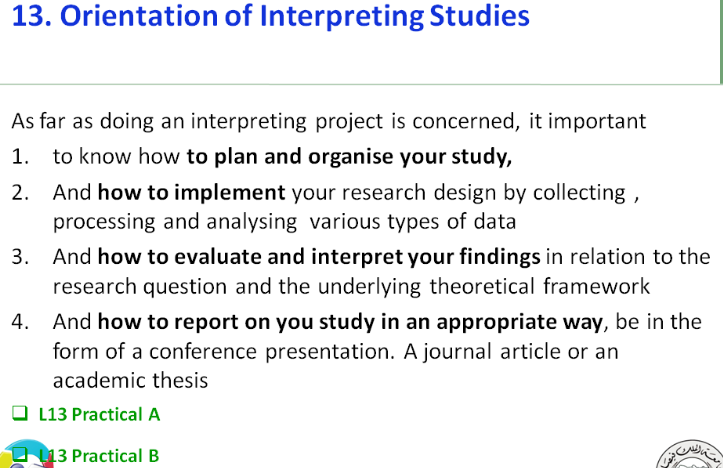 13. Orientation of Interpreting Studies
As far as doing an interpreting project is concerned, it important
1. to know how to plan and organise your study,
2. And how to implement your research design by collecting ,
processing and analysing various types of data
3. And how to evaluate and interpret your findings in relation to the
research question and the underlying theoretical framework
4. And how to report on you study in an appropriate way, be in the
form of a conference presentation. A journal article or an
academic thesis
L13 Practical A
L13 Practical B